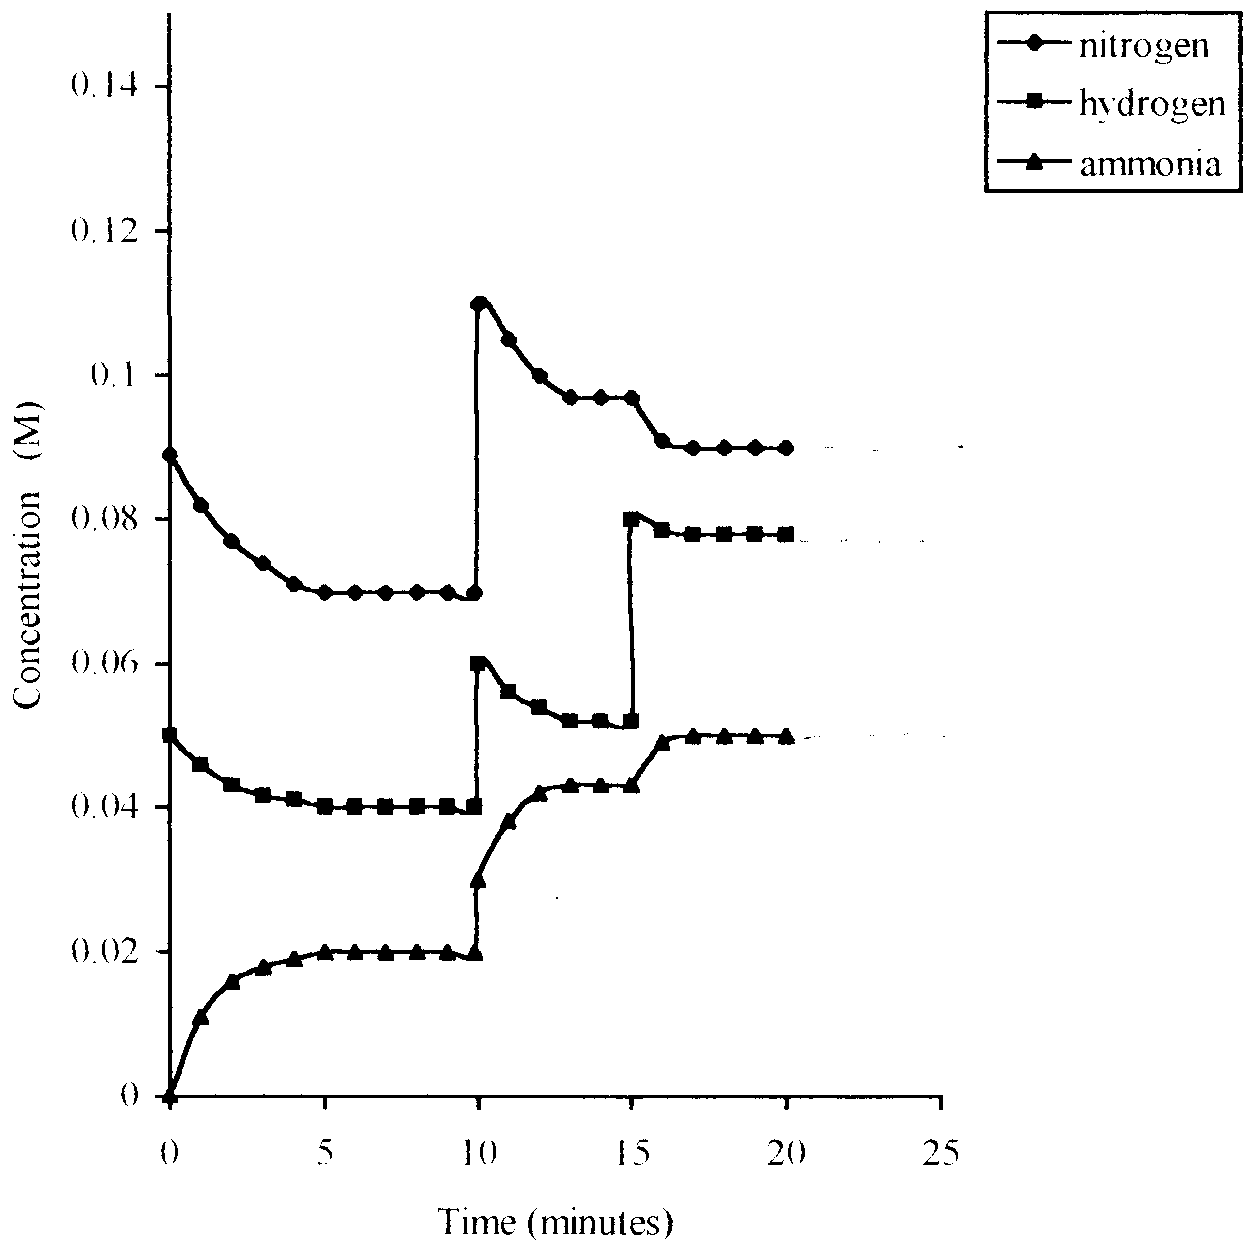 nitrogen
hydrogen
ammonia
0.14
0.12
0.1
0.08
0.06
0.04
0.02
0
Concentration (M)
0 5 10 15 20 25
Time (minutes)